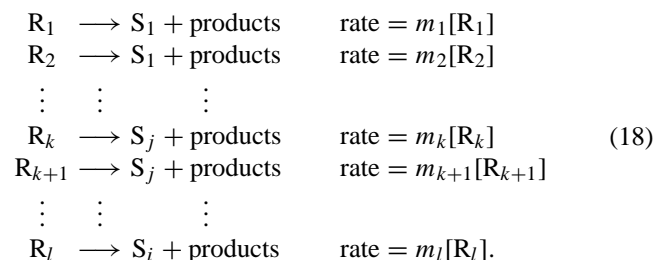 R₁ ⟶ S₁ + products rate = m₁[R₁]
R₂ ⟶ S₁ + products rate = m₂[R₂]
⋮ ⋮ ⋮
Rₖ ⟶ Sⱼ + products rate = mₖ[Rₖ] (18)
Rₖ₊₁ ⟶ Sⱼ + products rate = mₖ₊₁[Rₖ₊₁]
⋮ ⋮ ⋮
Rₗ ⟶ Sᵢ + products rate = mₗ[Rₗ].